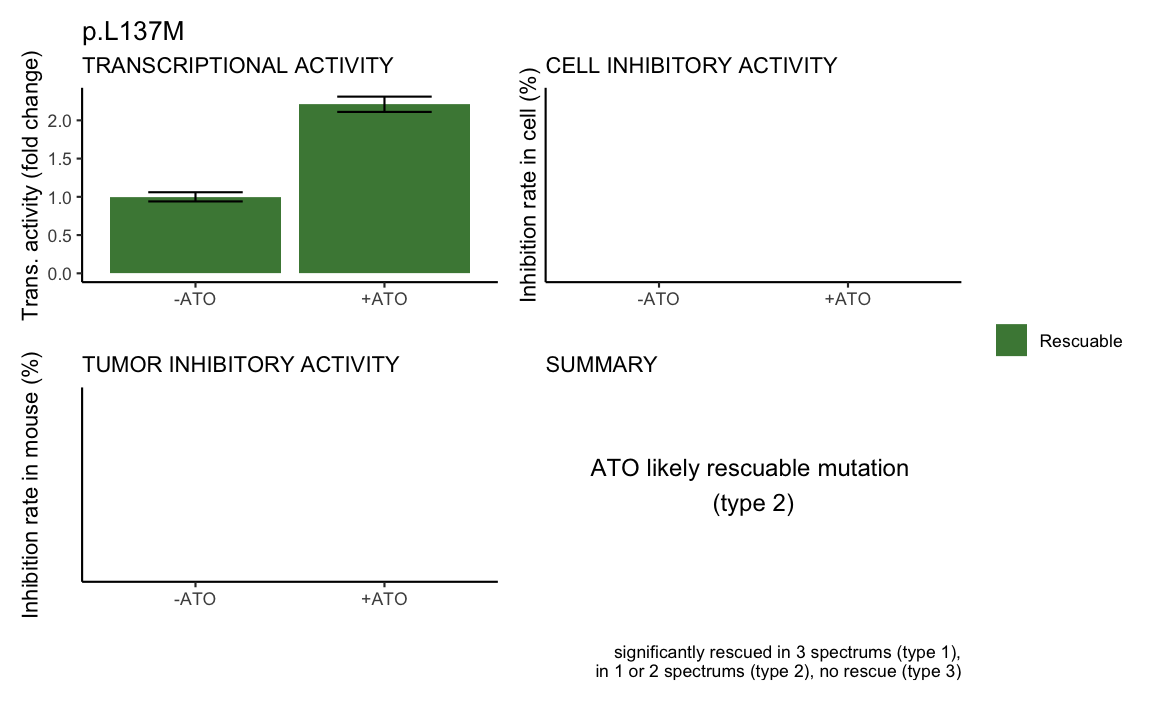 p.L137M
TRANSCRIPTIONAL ACTIVITY
Trans. activity (fold change)
2.0
1.5
1.0
0.5
0.0
-ATO +ATO
CELL INHIBITORY ACTIVITY
Inhibition rate in cell (%)
-ATO +ATO
Rescuable
TUMOR INHIBITORY ACTIVITY
Inhibition rate in mouse (%)
-ATO +ATO
SUMMARY
ATO likely rescuable mutation
(type 2)
significantly rescued in 3 spectrums (type 1),
in 1 or 2 spectrums (type 2), no rescue (type 3)